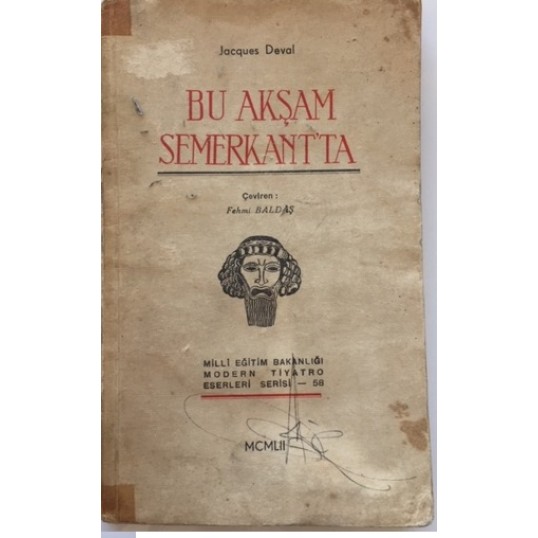 Jacques Deval
BU AKŞAM
SEMERKANT'TA
Çeviren :
Fehmi BALDAŞ
MİLLÎ EĞİTİM BAKANLIĞI
MODERN TİYATRO
ESERLERİ SERİSİ — 58
MCMLII